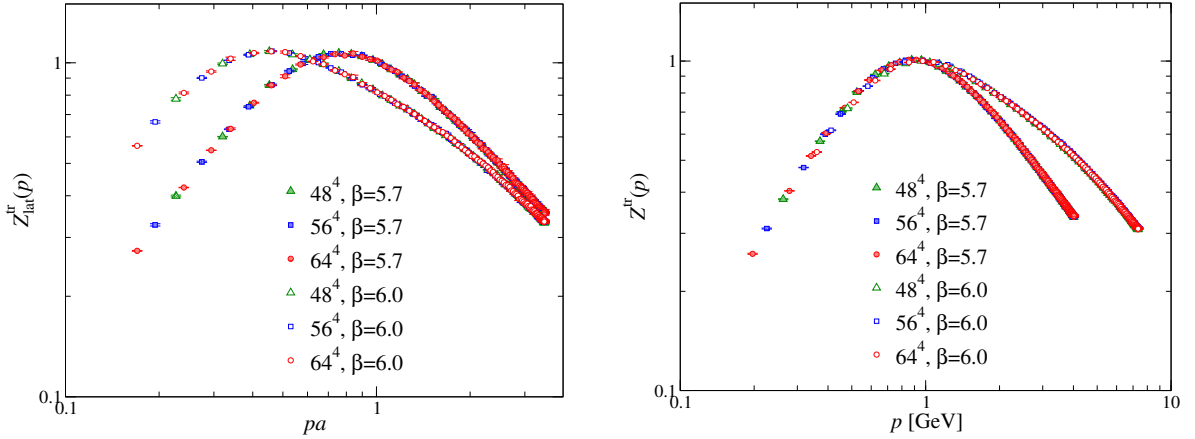 1
Z^tr_lat(p)
48^4, β=5.7
56^4, β=5.7
64^4, β=5.7
48^4, β=6.0
56^4, β=6.0
64^4, β=6.0
0.1
0.1 1
pa
1
Z^tr(p)
48^4, β=5.7
56^4, β=5.7
64^4, β=5.7
48^4, β=6.0
56^4, β=6.0
64^4, β=6.0
0.1
0.1 1 10
p [GeV]